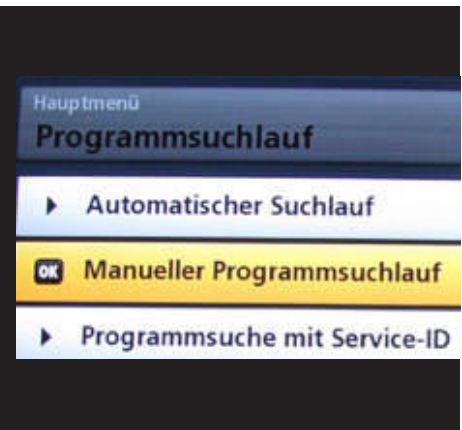 Hauptmenü
Programmsuchlauf
Automatischer Suchlauf
OK Manueller Programmsuchlauf
Programmsuche mit Service-ID